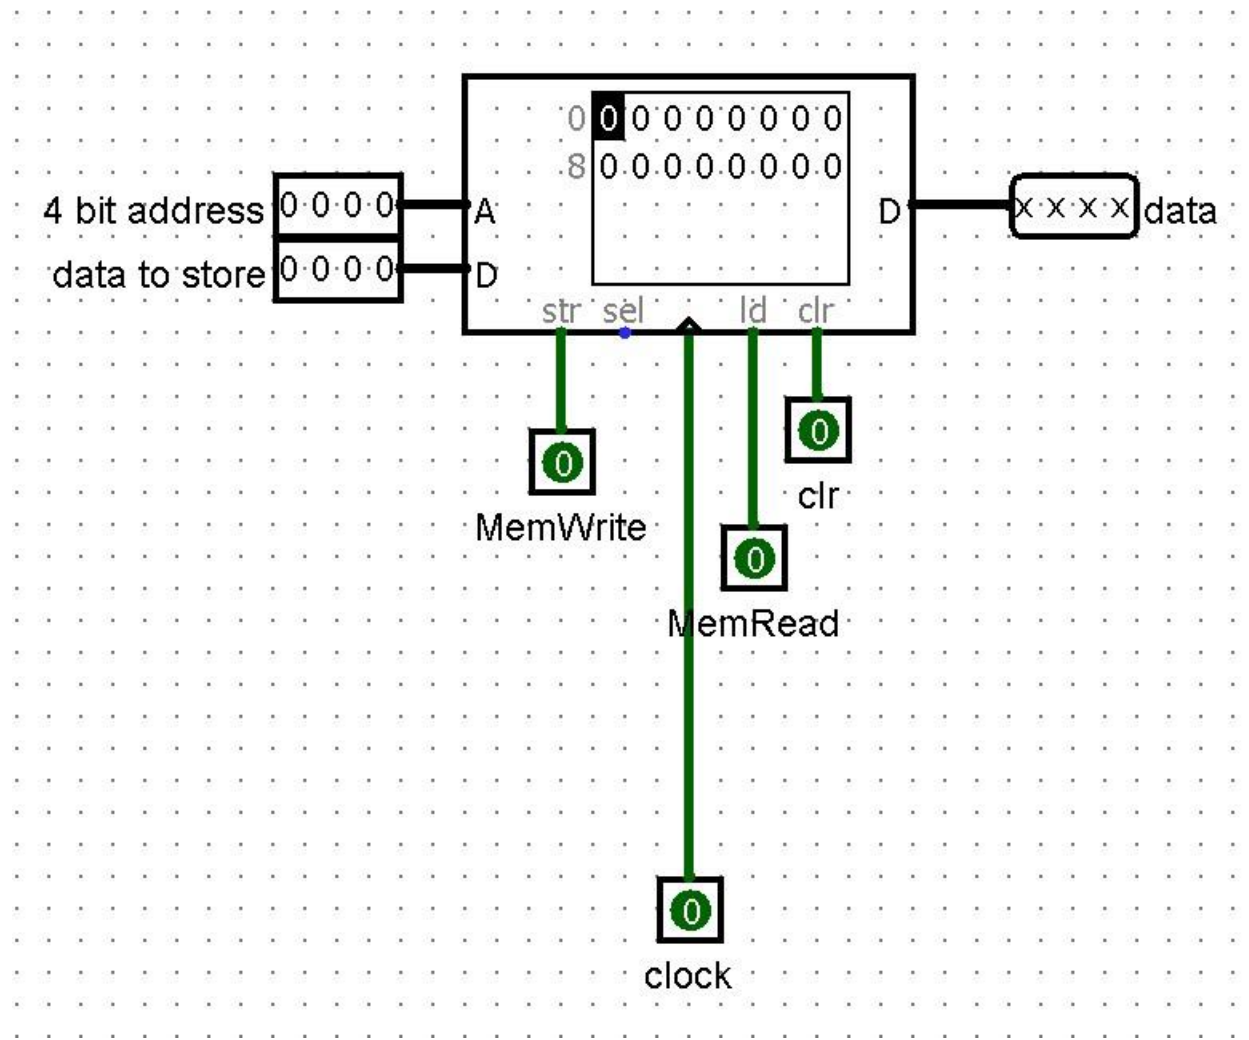 0 0 0 0 0 0 0 0 0
8 0 0 0 0 0 0 0 0
4 bit address 0 0 0 0 A D x x x x data
data to store 0 0 0 0 D
str sel ld clr
0
clr
0
MemWrite
0
MemRead
0
clock